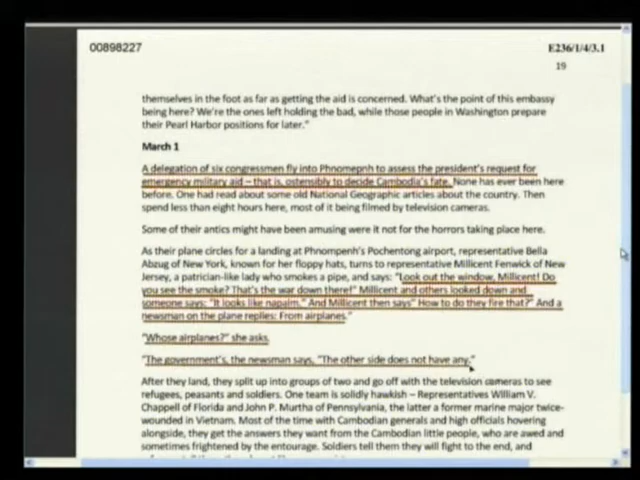 00898227
E236/1/4/3.1
19
themselves in the foot as far as getting the aid is concerned. What's the point of this embassy
being here? We're the ones left holding the bad, while those people in Washington prepare
their Pearl Harbor positions for later."
March 1
A delegation of six congressmen fly into Phnomepnh to assess the president's request for
emergency military aid – that is, ostensibly to decide Cambodia's fate. None has ever been here
before. One had read about some old National Geographic articles about the country. Then
spend less than eight hours here, most of it being filmed by television cameras.
Some of their antics might have been amusing were it not for the horrors taking place here.
As their plane circles for a landing at Phnompenh's Pochentong airport, representative Bella
Abzug of New York, known for her floppy hats, turns to representative Millicent Fenwick of New
Jersey, a patrician-like lady who smokes a pipe, and says: "Look out the window, Millicent! Do
you see the smoke? That's the war down there!" Millicent and others looked down and
someone says: "It looks like napalm." And Millicent then says" How to do they fire that?" And a
newsman on the plane replies: From airplanes."
"Whose airplanes?" she asks.
"The government's, the newsman says, "The other side does not have any."
After they land, they split up into groups of two and go off with the television cameras to see
refugees, peasants and soldiers. One team is solidly hawkish – Representatives William V.
Chappell of Florida and John P. Murtha of Pennsylvania, the latter a former marine major twice-
wounded in Vietnam. Most of the time with Cambodian generals and high officials hovering
alongside, they get the answers they want from the Cambodian little people, who are awed and
sometimes frightened by the entourage. Soldiers tell them they will fight to the end, and